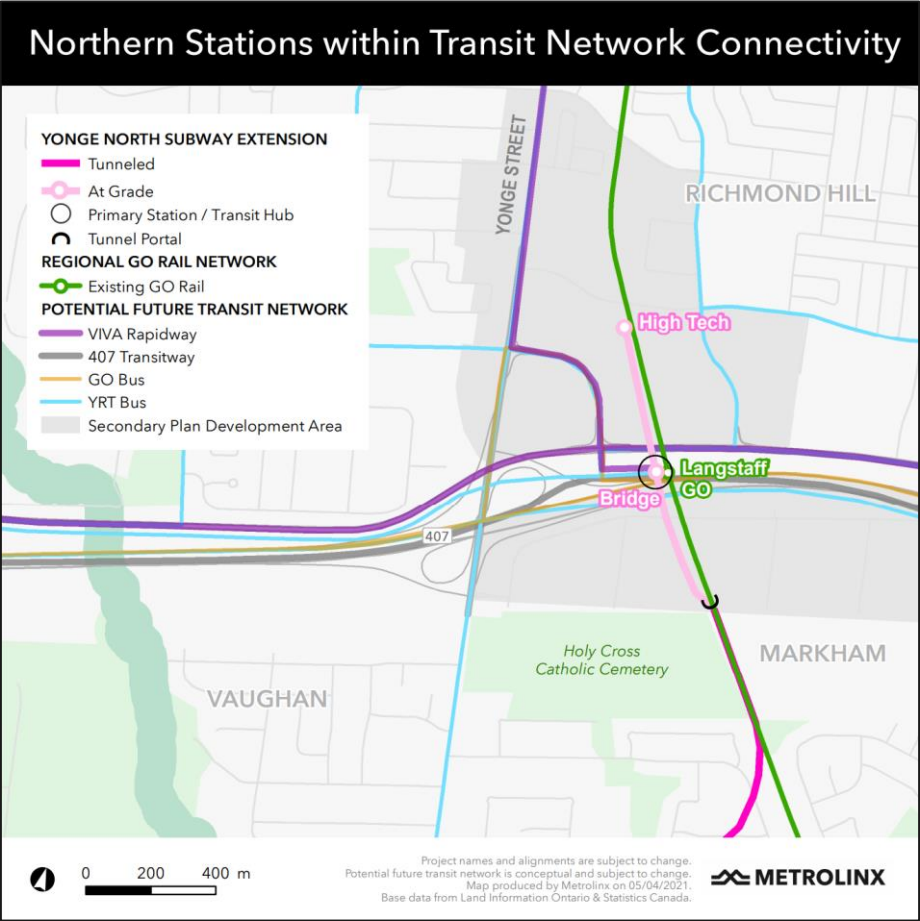 Northern Stations within Transit Network Connectivity
YONGE NORTH SUBWAY EXTENSION
Tunneled
At Grade
Primary Station / Transit Hub
Tunnel Portal
REGIONAL GO RAIL NETWORK
Existing GO Rail
POTENTIAL FUTURE TRANSIT NETWORK
VIVA Rapidway
407 Transitway
GO Bus
YRT Bus
Secondary Plan Development Area
YONGE STREET
RICHMOND HILL
High Tech
Langstaff
GO
Bridge
407
Holy Cross
Catholic Cemetery
MARKHAM
VAUGHAN
0 200 400 m
Project names and alignments are subject to change.
Potential future transit network is conceptual and subject to change.
Map produced by Metrolinx on 05/04/2021.
Base data from Land Information Ontario & Statistics Canada.
METROLINX